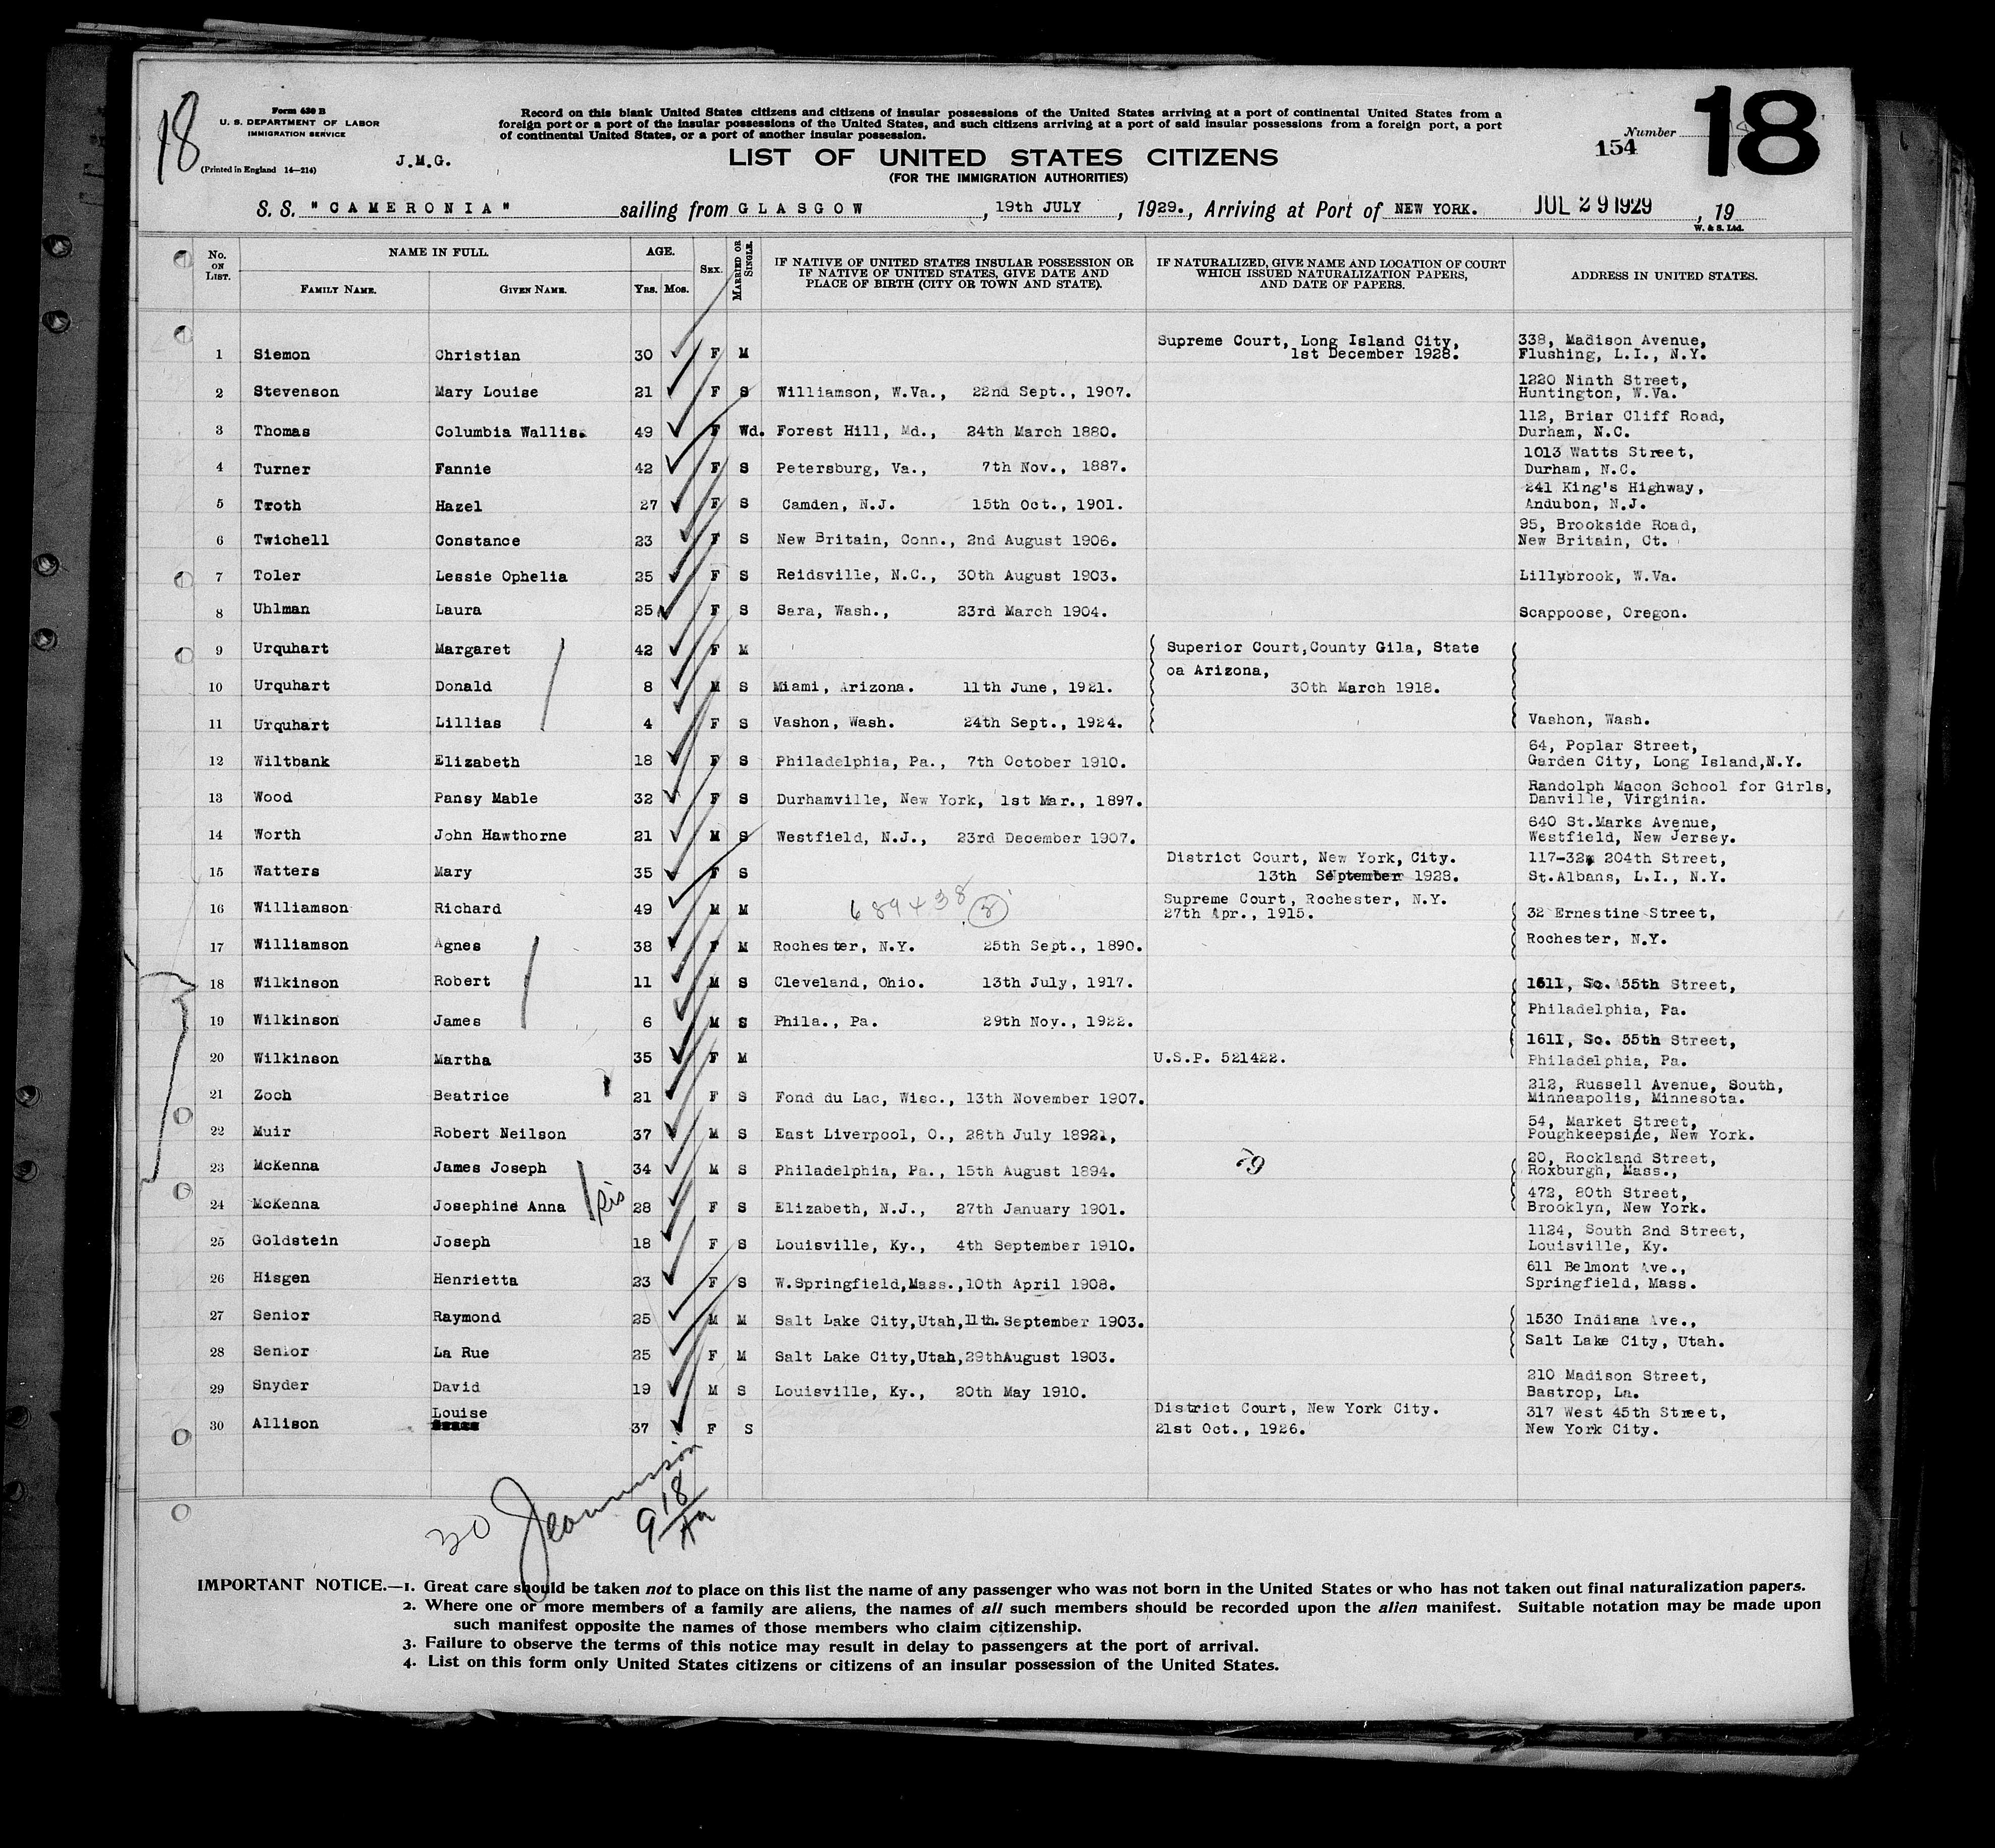 18
Form 630 B
U. S. DEPARTMENT OF LABOR
IMMIGRATION SERVICE
(Printed in England 14—214)
J.M.G.
Record on this blank United States citizens and citizens of insular possessions of the United States arriving at a port of continental United States from a
foreign port or a port of the insular possessions of the United States, and such citizens arriving at a port of said insular possessions from a foreign port, a port
of continental United States, or a port of another insular possession.
LIST OF UNITED STATES CITIZENS
(FOR THE IMMIGRATION AUTHORITIES)
Number 18
154
S. S. "CAMERONIA" sailing from GLASGOW, 19th JULY, 1929., Arriving at Port of NEW YORK. JUL 29 1929, 19
W. & S. Ltd.
No. ON LIST. NAME IN FULL. AGE. SEX. MARRIED OR SINGLE. IF NATIVE OF UNITED STATES INSULAR POSSESSION OR IF NATIVE OF UNITED STATES, GIVE DATE AND PLACE OF BIRTH (CITY OR TOWN AND STATE). IF NATURALIZED, GIVE NAME AND LOCATION OF COURT WHICH ISSUED NATURALIZATION PAPERS, AND DATE OF PAPERS. ADDRESS IN UNITED STATES.
FAMILY NAME. GIVEN NAME. YRS. MOS.
1 Siemon Christian 30 F M Supreme Court, Long Island City, 1st December 1928. 338, Madison Avenue, Flushing, L.I., N.Y.
2 Stevenson Mary Louise 21 F S Williamson, W.Va., 22nd Sept., 1907. 1220 Ninth Street, Huntington, W.Va.
3 Thomas Columbia Wallis. 49 F Wd. Forest Hill, Md., 24th March 1880. 112, Briar Cliff Road, Durham, N.C.
4 Turner Fannie 42 F S Petersburg, Va., 7th Nov., 1887. 1013 Watts Street, Durham, N.C.
5 Troth Hazel 27 F S Camden, N.J. 15th Oct., 1901. 241 King's Highway, Andubon, N.J.
6 Twichell Constance 23 F S New Britain, Conn., 2nd August 1906. 95, Brookside Road, New Britain, Ct.
7 Toler Lessie Ophelia 25 F S Reidsville, N.C., 30th August 1903. Lillybrook, W.Va.
8 Uhlman Laura 25 F S Sara, Wash., 23rd March 1904. Scappoose, Oregon.
9 Urquhart Margaret 42 F M Superior Court,County Gila, State
oa Arizona,
10 Urquhart Donald 8 M S Miami, Arizona. 11th June, 1921. 30th March 1918.
11 Urquhart Lillias 4 F S Vashon, Wash. 24th Sept., 1924. Vashon, Wash.
12 Wiltbank Elizabeth 18 F S Philadelphia, Pa., 7th October 1910. 64, Poplar Street, Garden City, Long Island,N.Y.
13 Wood Pansy Mable 32 F S Durhamville, New York, 1st Mar., 1897. Randolph Macon School for Girls, Danville, Virginia.
14 Worth John Hawthorne 21 M S Westfield, N.J., 23rd December 1907. 640 St.Marks Avenue, Westfield, New Jersey.
15 Watters Mary 35 F S District Court, New York, City. 13th September 1928. 117-32, 204th Street, St.Albans, L.I., N.Y.
16 Williamson Richard 49 M M 689438 Supreme Court, Rochester, N.Y. 27th Apr., 1915. 32 Ernestine Street,
17 Williamson Agnes 38 F M Rochester, N.Y. 25th Sept., 1890. Rochester, N.Y.
18 Wilkinson Robert 11 M S Cleveland, Ohio. 13th July, 1917. 1611, So. 55th Street,
Philadelphia, Pa.
19 Wilkinson James 6 M S Phila., Pa. 29th Nov., 1922.
1611, So. 55th Street,
20 Wilkinson Martha 35 F M U.S.P. 521422. Philadelphia, Pa.
21 Zoch Beatrice 21 F S Fond du Lac, Wisc., 13th November 1907. 212, Russell Avenue, South, Minneapolis, Minnesota.
22 Muir Robert Neilson 37 M S East Liverpool, O., 28th July 1892, 54, Market Street, Poughkeepsie, New York.
23 McKenna James Joseph 34 M S Philadelphia, Pa., 15th August 1894. 20, Rockland Street, Roxburgh, Mass.,
24 McKenna Josephine Anna sis 28 F S Elizabeth, N.J., 27th January 1901. 472, 80th Street, Brooklyn, New York.
25 Goldstein Joseph 18 F S Louisville, Ky., 4th September 1910. 1124, South 2nd Street, Louisville, Ky.
26 Hisgen Henrietta 23 F S W.Springfield,Mass.,10th April 1908. 611 Belmont Ave., Springfield, Mass.
27 Senior Raymond 25 M M Salt Lake City,Utah,11th.September 1903. 1530 Indiana Ave.,
28 Senior La Rue 25 F M Salt Lake City,Utah,29thAugust 1903. Salt Lake City, Utah.
29 Snyder David 19 M S Louisville, Ky., 20th May 1910. 210 Madison Street, Bastrop, La.
30 Allison Louise 37 F S District Court, New York City. 21st Oct., 1926. 317 West 45th Street, New York City.
30
918
IMPORTANT NOTICE.—1. Great care should be taken not to place on this list the name of any passenger who was not born in the United States or who has not taken out final naturalization papers.
2. Where one or more members of a family are aliens, the names of all such members should be recorded upon the alien manifest. Suitable notation may be made upon
such manifest opposite the names of those members who claim citizenship.
3. Failure to observe the terms of this notice may result in delay to passengers at the port of arrival.
4. List on this form only United States citizens or citizens of an insular possession of the United States.